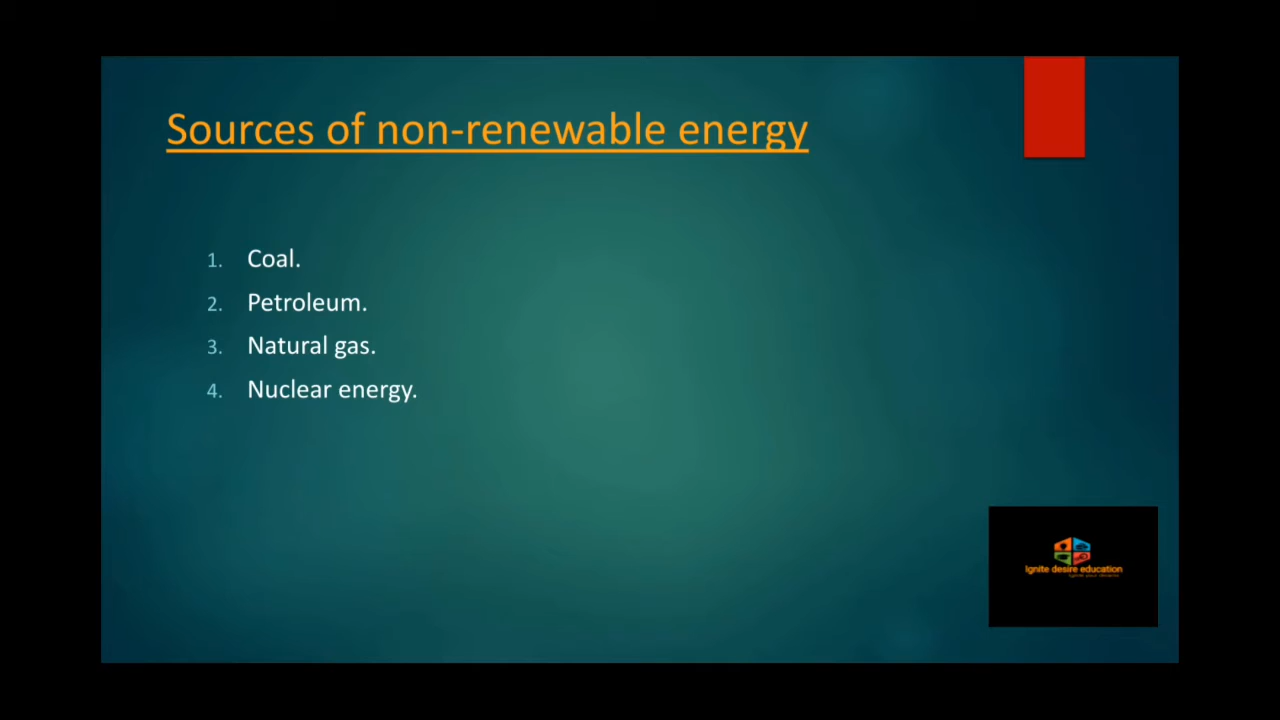 Sources of non-renewable energy
1. Coal.
2. Petroleum.
3. Natural gas.
4. Nuclear energy.
Ignite desire education